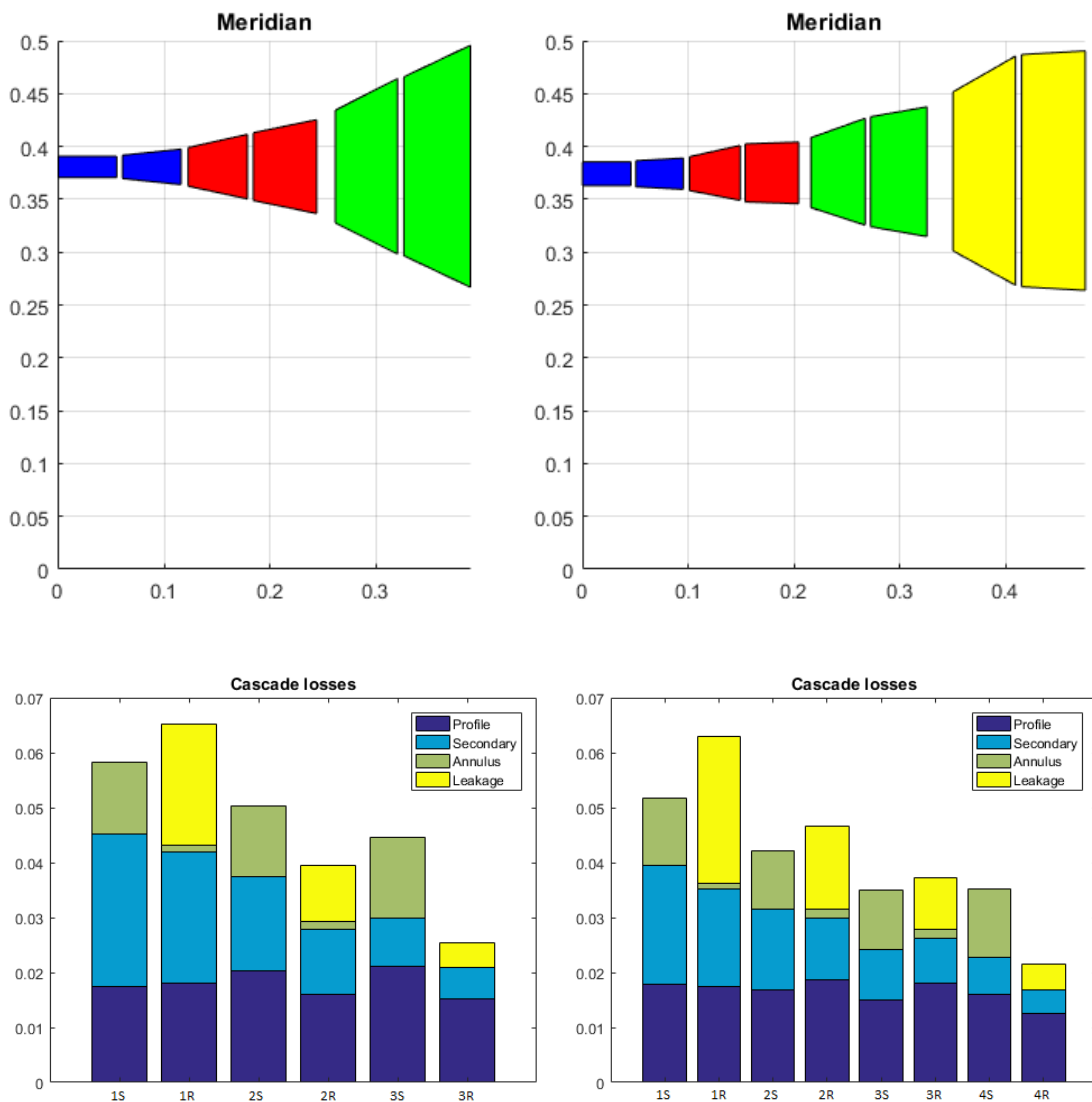 Meridian
0.5
0.45
0.4
0.35
0.3
0.25
0.2
0.15
0.1
0.05
0
0 0.1 0.2 0.3
Meridian
0.5
0.45
0.4
0.35
0.3
0.25
0.2
0.15
0.1
0.05
0
0 0.1 0.2 0.3 0.4
Cascade losses
0.07
0.06
0.05
0.04
0.03
0.02
0.01
0
Profile
Secondary
Annulus
Leakage
1S 1R 2S 2R 3S 3R
Cascade losses
0.07
0.06
0.05
0.04
0.03
0.02
0.01
0
Profile
Secondary
Annulus
Leakage
1S 1R 2S 2R 3S 3R 4S 4R